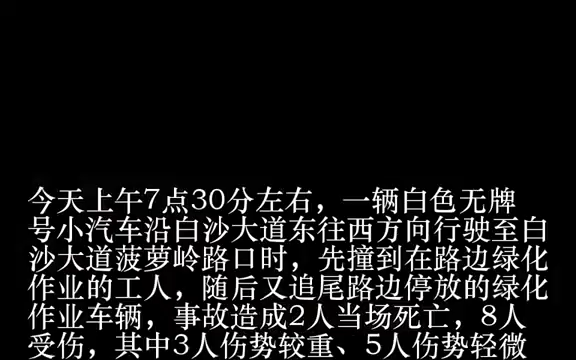 今天上午7点30分左右，一辆白色无牌
号小汽车沿白沙大道东往西方向行驶至白
沙大道菠萝岭路口时，先撞到在路边绿化
作业的工人，随后又追尾路边停放的绿化
作业车辆，事故造成2人当场死亡，8人
受伤，其中3人伤势较重、5人伤势轻微